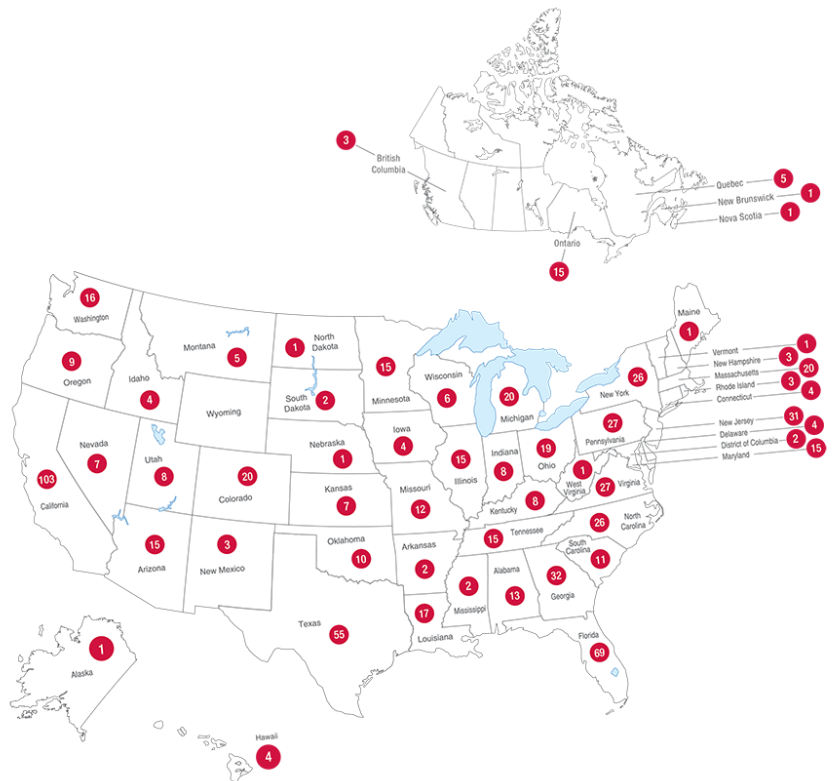 3
British
Columbia
Quebec 5
New Brunswick 1
Nova Scotia 1
Ontario
15
16
Washington
Maine
1
Montana
5
1 North
Dakota
9
Oregon
15
Minnesota
Vermont 1
New Hampshire 3
Massachusetts 20
Rhode Island 3
Connecticut 4
Idaho
4
Wisconsin
6
26
New York
South
Dakota 2
20
Michigan
Wyoming
27
Pennsylvania
New Jersey 31
Delaware 4
District of Columbia 2
Maryland 15
Iowa
4
Nebraska
1
Nevada
7
Utah
8
20
Colorado
15
Illinois
Indiana
8
19
Ohio
103
California
Kansas
7
Missouri
12
1
West
Virginia
27 Virginia
8
Kentucky
26 North
Carolina
15 Tennessee
15
Arizona
3
New Mexico
Oklahoma
10
Arkansas
2
South
Carolina
11
2
Mississippi
Alabama
13
32
Georgia
Texas
55
17
Louisiana
Florida
69
1
Alaska
Hawaii
4